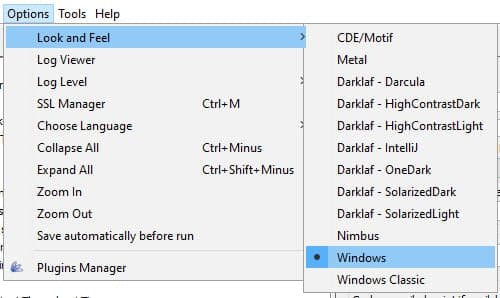 Options Tools Help
Look and Feel
Log Viewer
Log Level
SSL Manager Ctrl+M
Choose Language
Collapse All Ctrl+Minus
Expand All Ctrl+Shift+Minus
Zoom In
Zoom Out
Save automatically before run
Plugins Manager
CDE/Motif
Metal
Darklaf - Darcula
Darklaf - HighContrastDark
Darklaf - HighContrastLight
Darklaf - IntelliJ
Darklaf - OneDark
Darklaf - SolarizedDark
Darklaf - SolarizedLight
Nimbus
Windows
Windows Classic